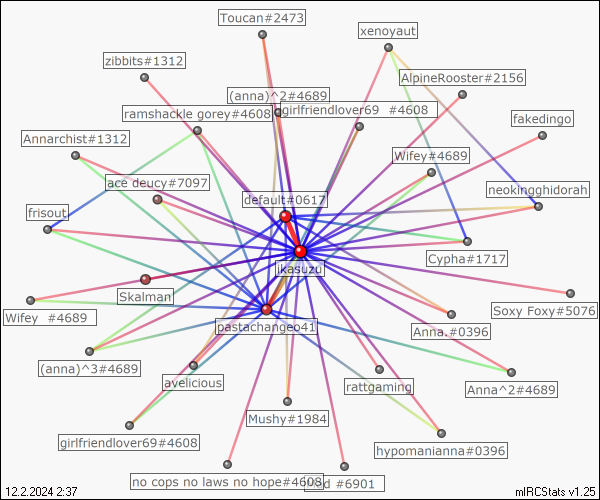 Toucan#2473
xenoyaut
zibbits#1312
AlpineRooster#2156
(anna)^2#4689
ramshackle gorey#4608
girlfriendlover69 #4608
fakedingo
Annarchist#1312
Wifey#4689
ace deucy#7097
neokingghidorah
default#0617
frisout
Cypha#1717
jkasuzu
Skalman
Soxy Foxy#5076
Wifey #4689
pastachangeo41
Anna.#0396
(anna)^3#4689
avelicious
rattgaming
Anna^2#4689
Mushy#1984
girlfriendlover69#4608
hypomanianna#0396
no cops no laws no hope#4608
#6901
12.2.2024 2:37
mIRCStats v1.25